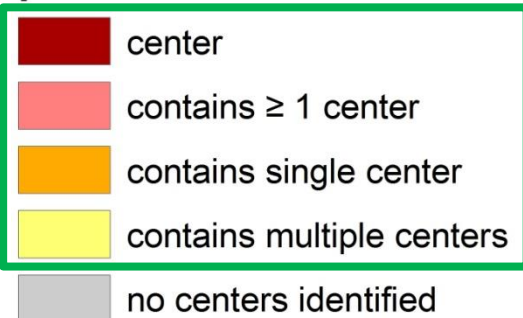 center
contains ≥ 1 center
contains single center
contains multiple centers
no centers identified